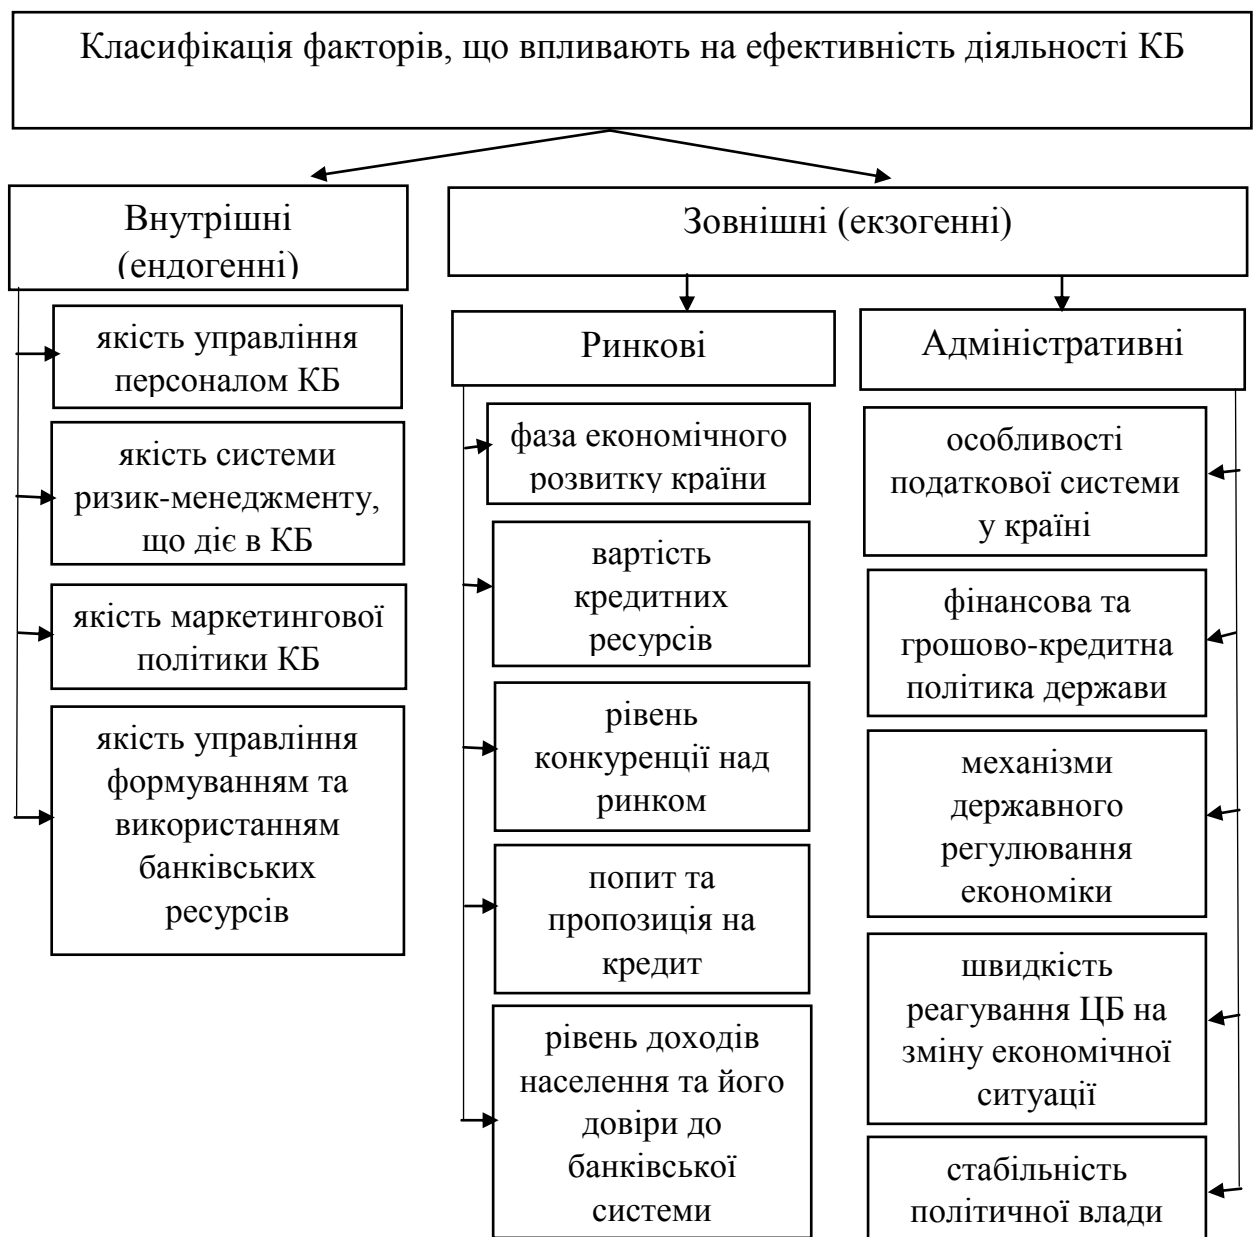 Класифікація факторів, що впливають на ефективність діяльності КБ
Внутрішні
(ендогенні)
якість управління
персоналом КБ
якість системи
ризик-менеджменту,
що діє в КБ
якість маркетингової
політики КБ
якість управління
формуванням та
використанням
банківських
ресурсів
Зовнішні (екзогенні)
Ринкові
фаза економічного
розвитку країни
вартість
кредитних
ресурсів
рівень
конкуренції над
ринком
попит та
пропозиція на
кредит
рівень доходів
населення та його
довіри до
банківської
системи
Адміністративні
особливості
податкової системи
у країні
фінансова та
грошово-кредитна
політика держави
механізми
державного
регулювання
економіки
швидкість
реагування ЦБ на
зміну економічної
ситуації
стабільність
політичної влади